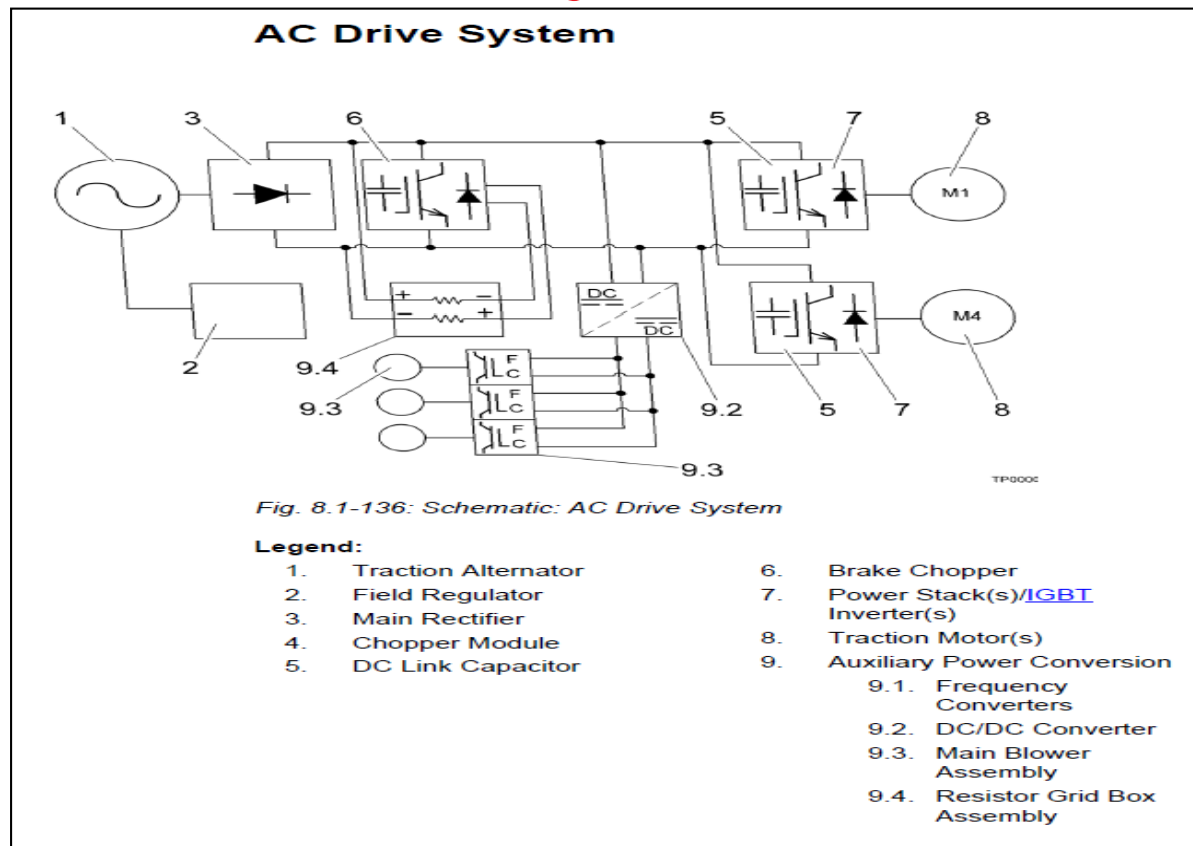 AC Drive System
1
3
6
5
7
8
M1
+ −
− +
DC
DC
M4
2
9.4
9.3
F
C
F
C
F
C
9.2
5
7
8
9.3
Fig. 8.1-136: Schematic: AC Drive System
Legend:
1. Traction Alternator
2. Field Regulator
3. Main Rectifier
4. Chopper Module
5. DC Link Capacitor
6. Brake Chopper
7. Power Stack(s)/IGBT
Inverter(s)
8. Traction Motor(s)
9. Auxiliary Power Conversion
9.1. Frequency
Converters
9.2. DC/DC Converter
9.3. Main Blower
Assembly
9.4. Resistor Grid Box
Assembly